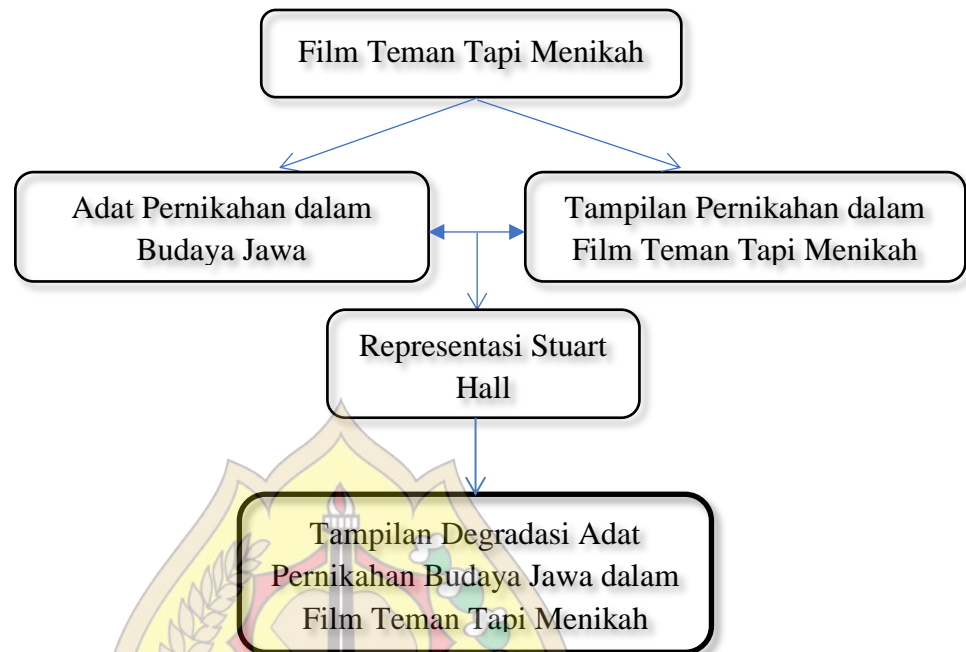 Film Teman Tapi Menikah
Adat Pernikahan dalam
Budaya Jawa
Tampilan Pernikahan dalam
Film Teman Tapi Menikah
Representasi Stuart
Hall
Tampilan Degradasi Adat
Pernikahan Budaya Jawa dalam
Film Teman Tapi Menikah